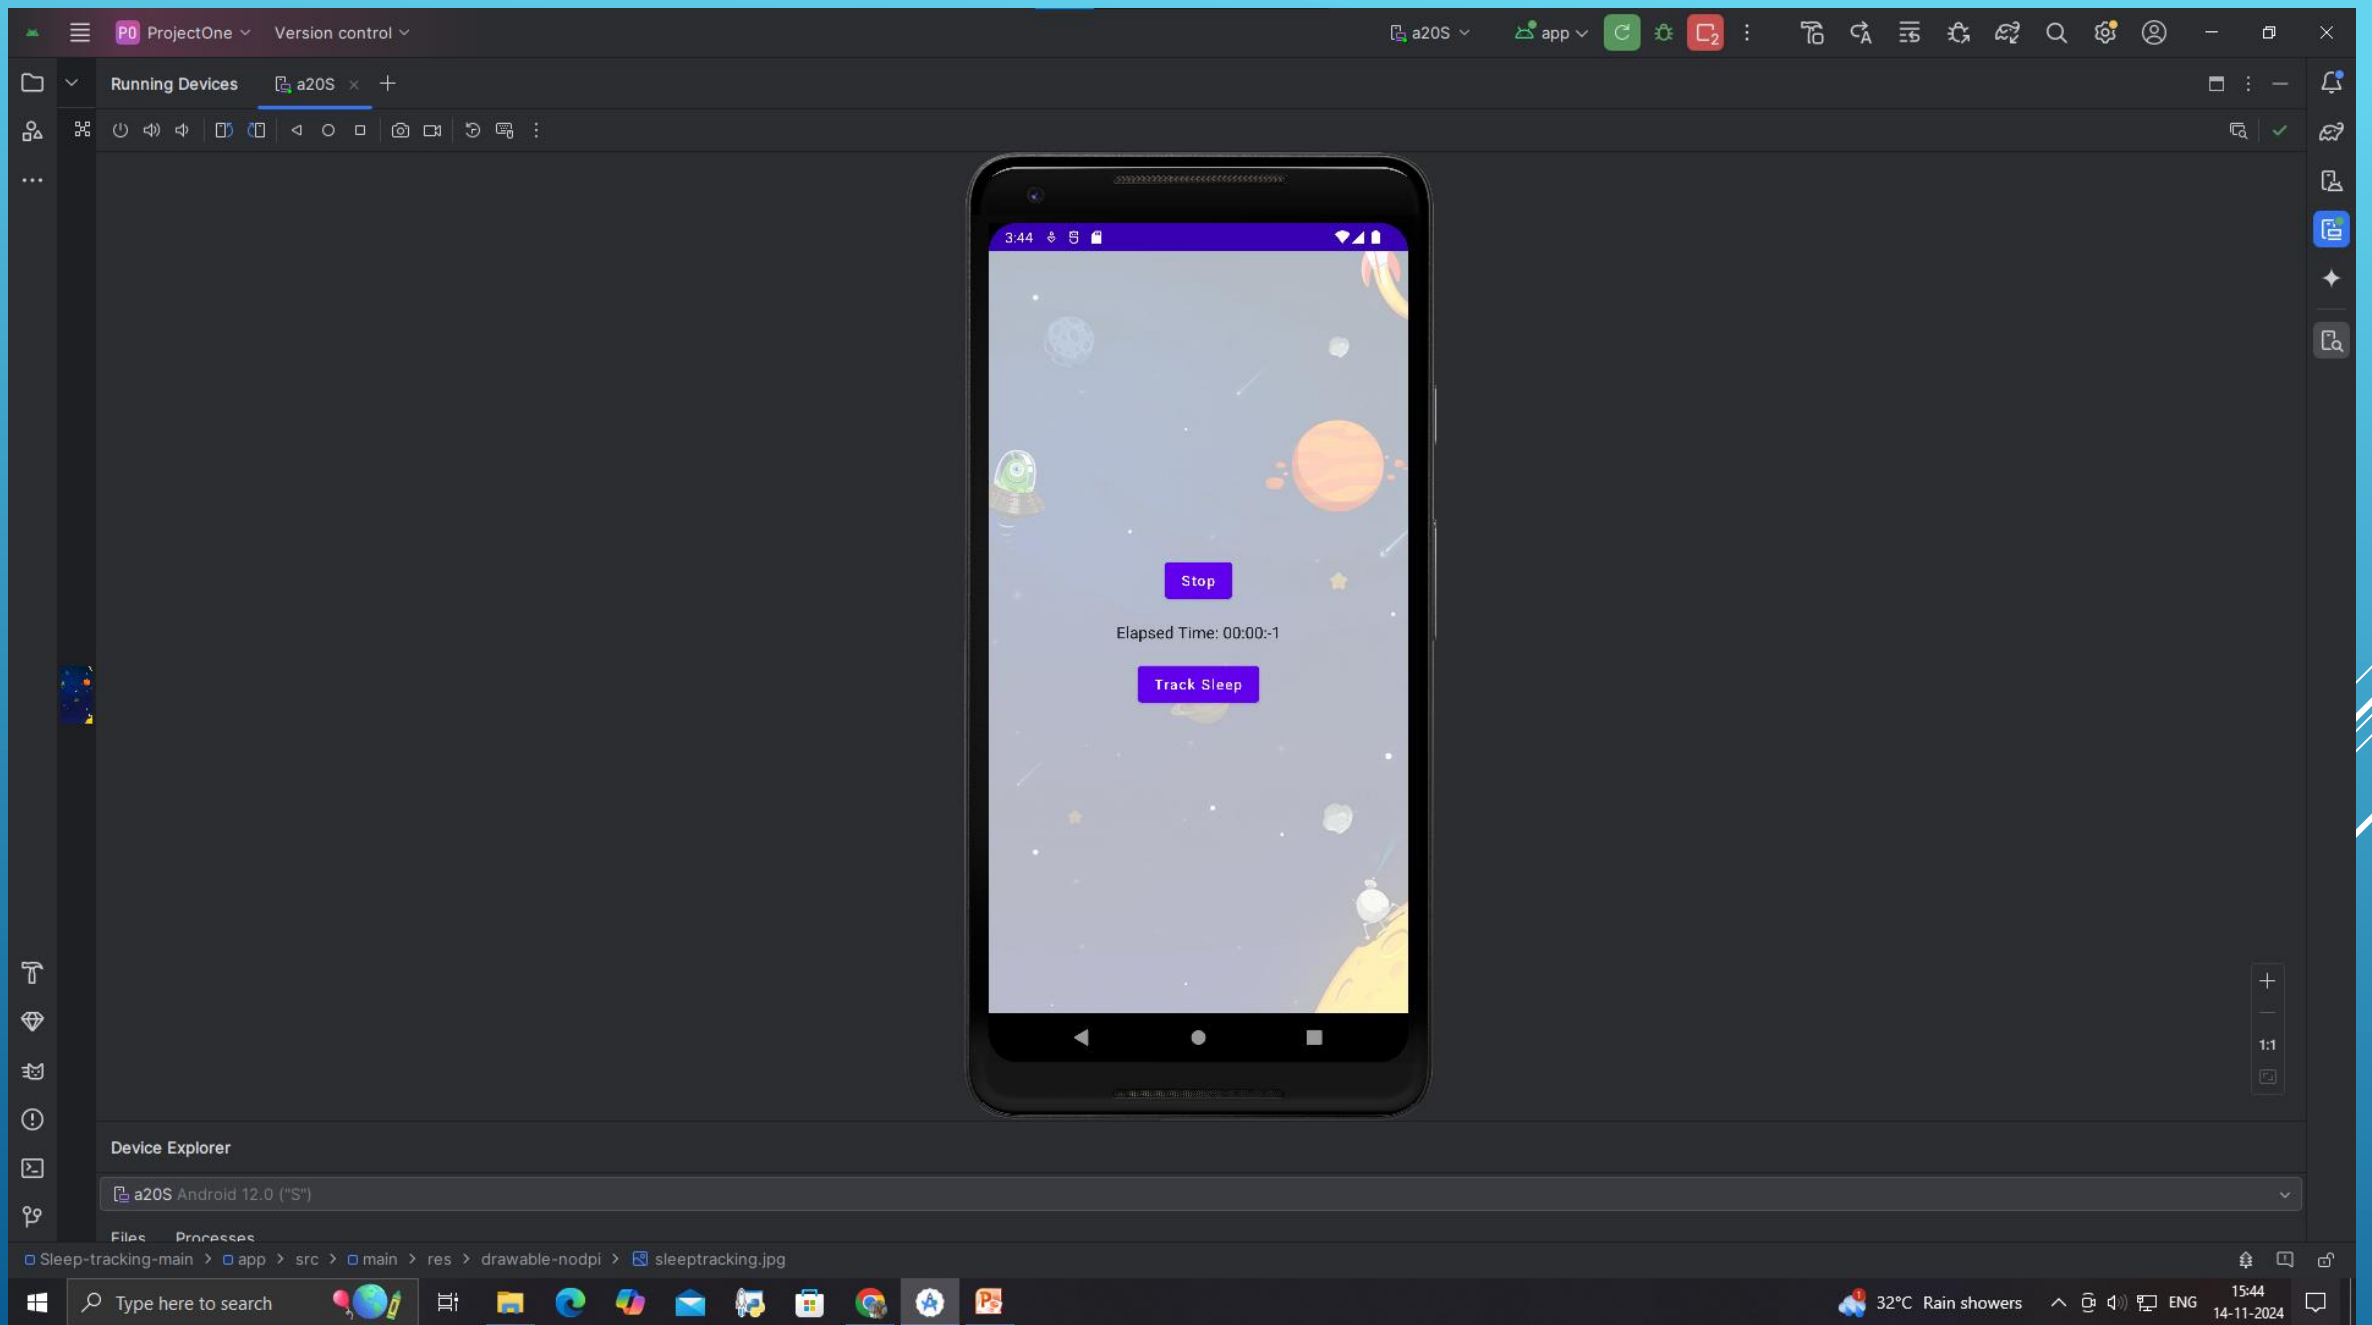 P0 ProjectOne Version control a20S app 2
Running Devices a20S
3:44
Stop
Elapsed Time: 00:00:-1
Track Sleep
1:1
Device Explorer
a20S Android 12.0 ("S")
Files Processes
Sleep-tracking-main > app > src > main > res > drawable-nodpi > sleeptracking.jpg
Type here to search 32°C Rain showers ENG 15:44
14-11-2024